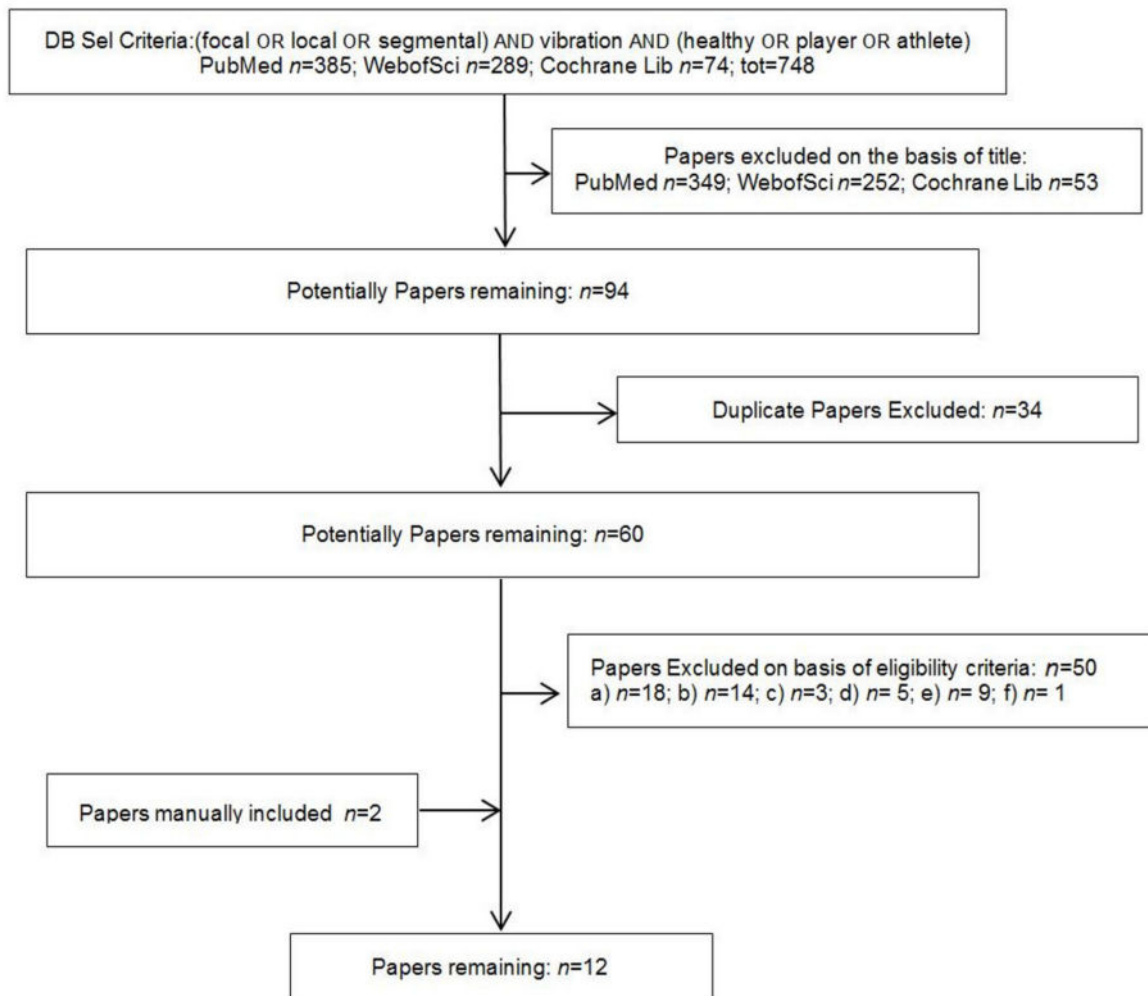 DB Sel Criteria:(focal OR local OR segmental) AND vibration AND (healthy OR player OR athlete)
PubMed n=385; WebofSci n=289; Cochrane Lib n=74; tot=748
Papers excluded on the basis of title:
PubMed n=349; WebofSci n=252; Cochrane Lib n=53
Potentially Papers remaining: n=94
Duplicate Papers Excluded: n=34
Potentially Papers remaining: n=60
Papers Excluded on basis of eligibility criteria: n=50
a) n=18; b) n=14; c) n=3; d) n= 5; e) n= 9; f) n= 1
Papers manually included n=2
Papers remaining: n=12